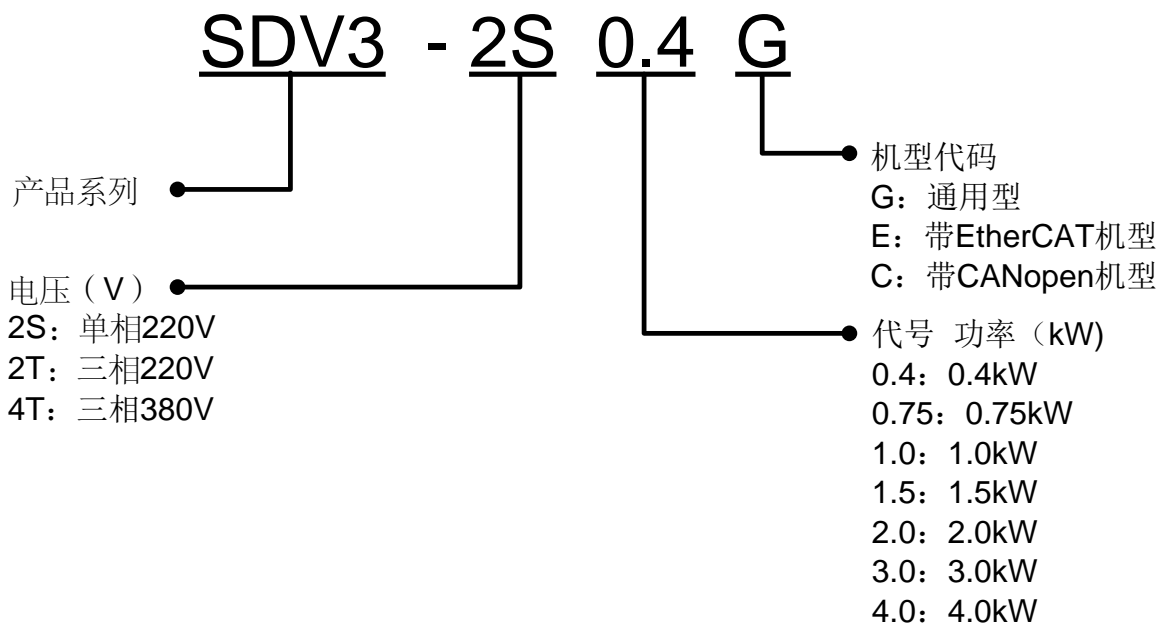 SDV3 - 2S 0.4 G
产品系列
电压（V）
2S：单相220V
2T：三相220V
4T：三相380V
机型代码
G：通用型
E：带EtherCAT机型
C：带CANopen机型
代号 功率（kW)
0.4：0.4kW
0.75：0.75kW
1.0：1.0kW
1.5：1.5kW
2.0：2.0kW
3.0：3.0kW
4.0：4.0kW